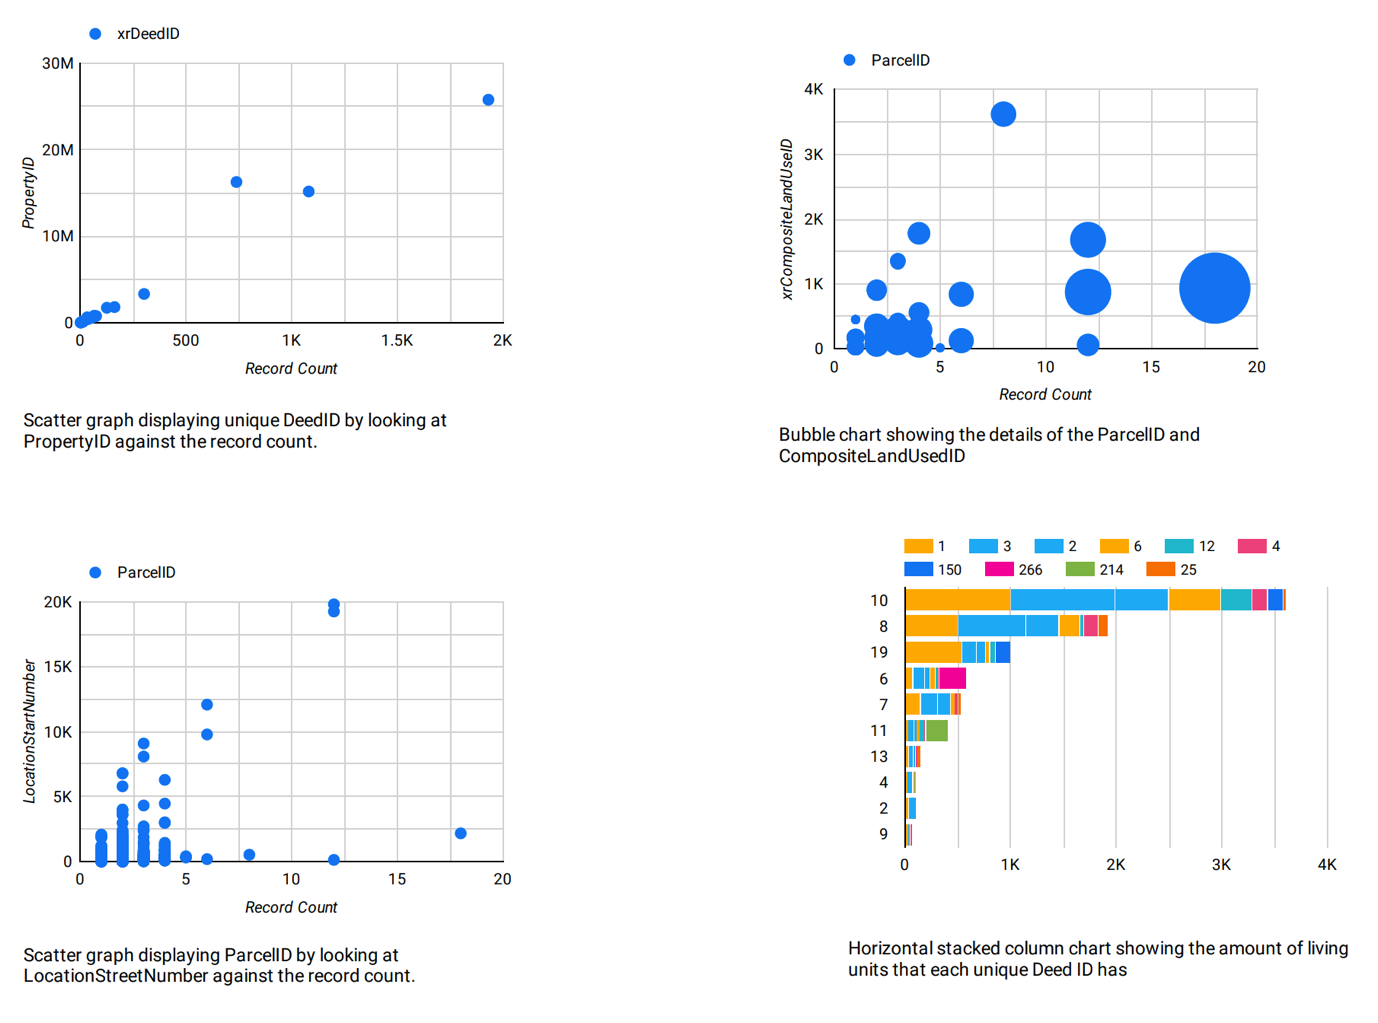 xrDeedID
30M
20M
10M
0
PropertyID
0 500 1K 1.5K 2K
Record Count
Scatter graph displaying unique DeedID by looking at
PropertyID against the record count.
ParcelID
4K
3K
2K
1K
0
xrCompositeLandUseID
0 5 10 15 20
Record Count
Bubble chart showing the details of the ParcelID and
CompositeLandUsedID
ParcelID
20K
15K
10K
5K
0
LocationStartNumber
0 5 10 15 20
Record Count
Scatter graph displaying ParcelID by looking at
LocationStreetNumber against the record count.
1 3 2 6 12 4
150 266 214 25
10
8
19
6
7
11
13
4
2
9
0 1K 2K 3K 4K
Horizontal stacked column chart showing the amount of living
units that each unique Deed ID has